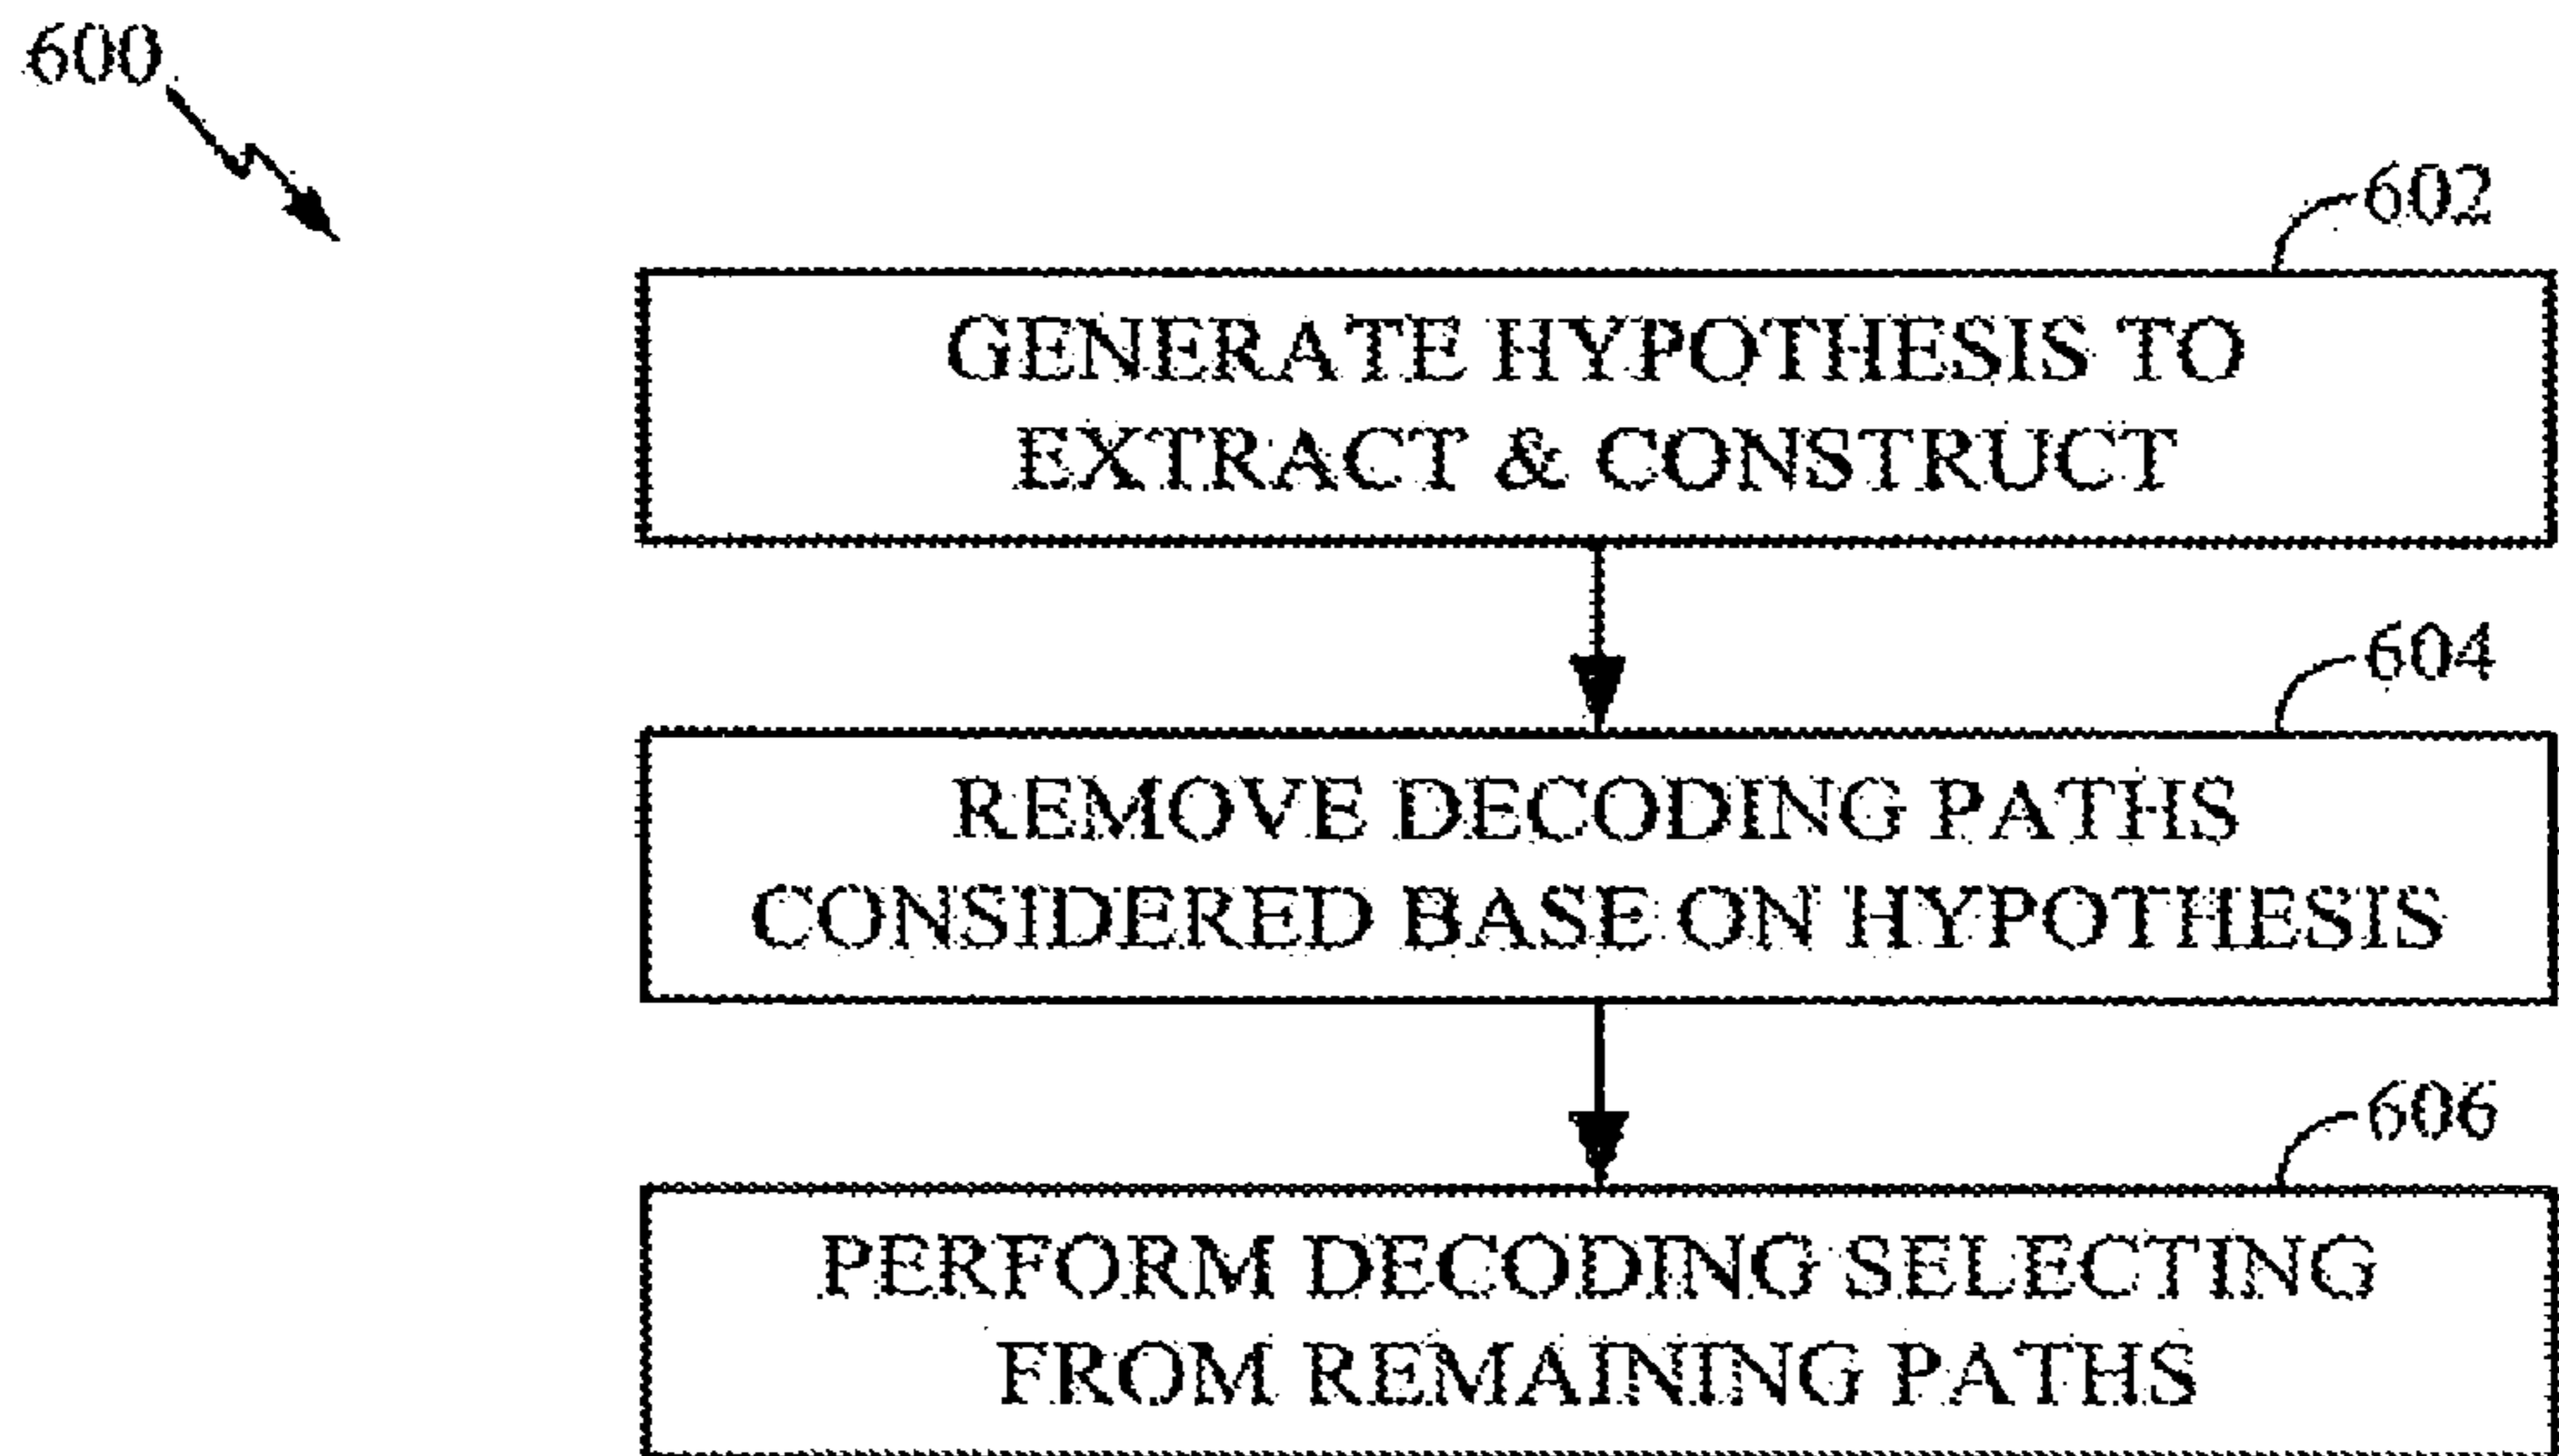 600
602
GENERATE HYPOTHESIS TO
EXTRACT & CONSTRUCT
604
REMOVE DECODING PATHS
CONSIDERED BASE ON HYPOTHESIS
606
PERFORM DECODING SELECTING
FROM REMAINING PATHS